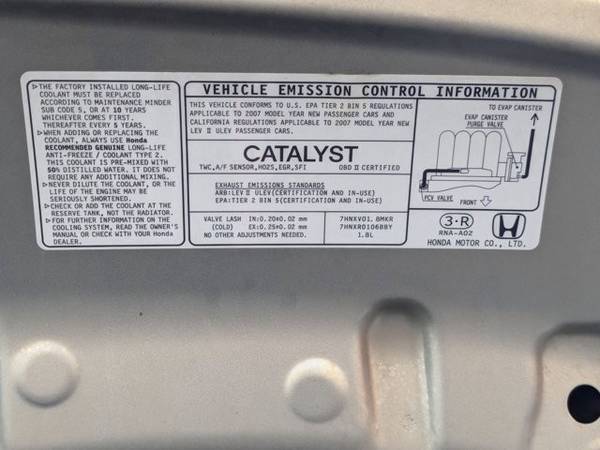 ▷THE FACTORY INSTALLED LONG-LIFE
COOLANT MUST BE REPLACED
ACCORDING TO MAINTENANCE MINDER
SUB CODE 5, OR AT 10 YEARS
WHICHEVER COMES FIRST.
THEREAFTER EVERY 5 YEARS.
▷WHEN ADDING OR REPLACING THE
COOLANT, ALWAYS USE Honda
RECOMMENDED GENUINE LONG-LIFE
ANTI-FREEZE / COOLANT TYPE 2.
THIS COOLANT IS PRE-MIXED WITH
50% DISTILLED WATER. IT DOES NOT
REQUIRE ANY ADDITIONAL MIXING.
▷NEVER DILUTE THE COOLANT, OR THE
LIFE OF THE ENGINE MAY BE
SERIOUSLY SHORTENED.
▷CHECK OR ADD THE COOLANT AT THE
RESERVE TANK, NOT THE RADIATOR.
▷FOR FURTHER INFORMATION ON THE
COOLING SYSTEM, READ THE OWNER'S
MANUAL OR CHECK WITH YOUR Honda
DEALER.
VEHICLE EMISSION CONTROL INFORMATION
THIS VEHICLE CONFORMS TO U.S. EPA TIER 2 BIN 5 REGULATIONS
APPLICABLE TO 2007 MODEL YEAR NEW PASSENGER CARS AND
CALIFORNIA REGULATIONS APPLICABLE TO 2007 MODEL YEAR NEW
LEV II ULEV PASSENGER CARS.
CATALYST
TWC,A/F SENSOR,HO2S,EGR,SFI OBD II CERTIFIED
EXHAUST EMISSIONS STANDARDS
ARB:LEV II ULEV(CERTIFICATION AND IN-USE)
EPA:TIER 2 BIN 5(CERTIFICATION AND IN-USE)
VALVE LASH IN:0.20±0.02 mm
(COLD) EX:0.25±0.02 mm
NO OTHER ADJUSTMENTS NEEDED.
7HNXV01.8MKR
7HNXR0106BBY
1.8L
TO EVAP CANISTER
EVAP CANISTER
PURGE VALVE
PCV VALVE
FRONT
3·R
RNA-A02
HONDA MOTOR CO., LTD.